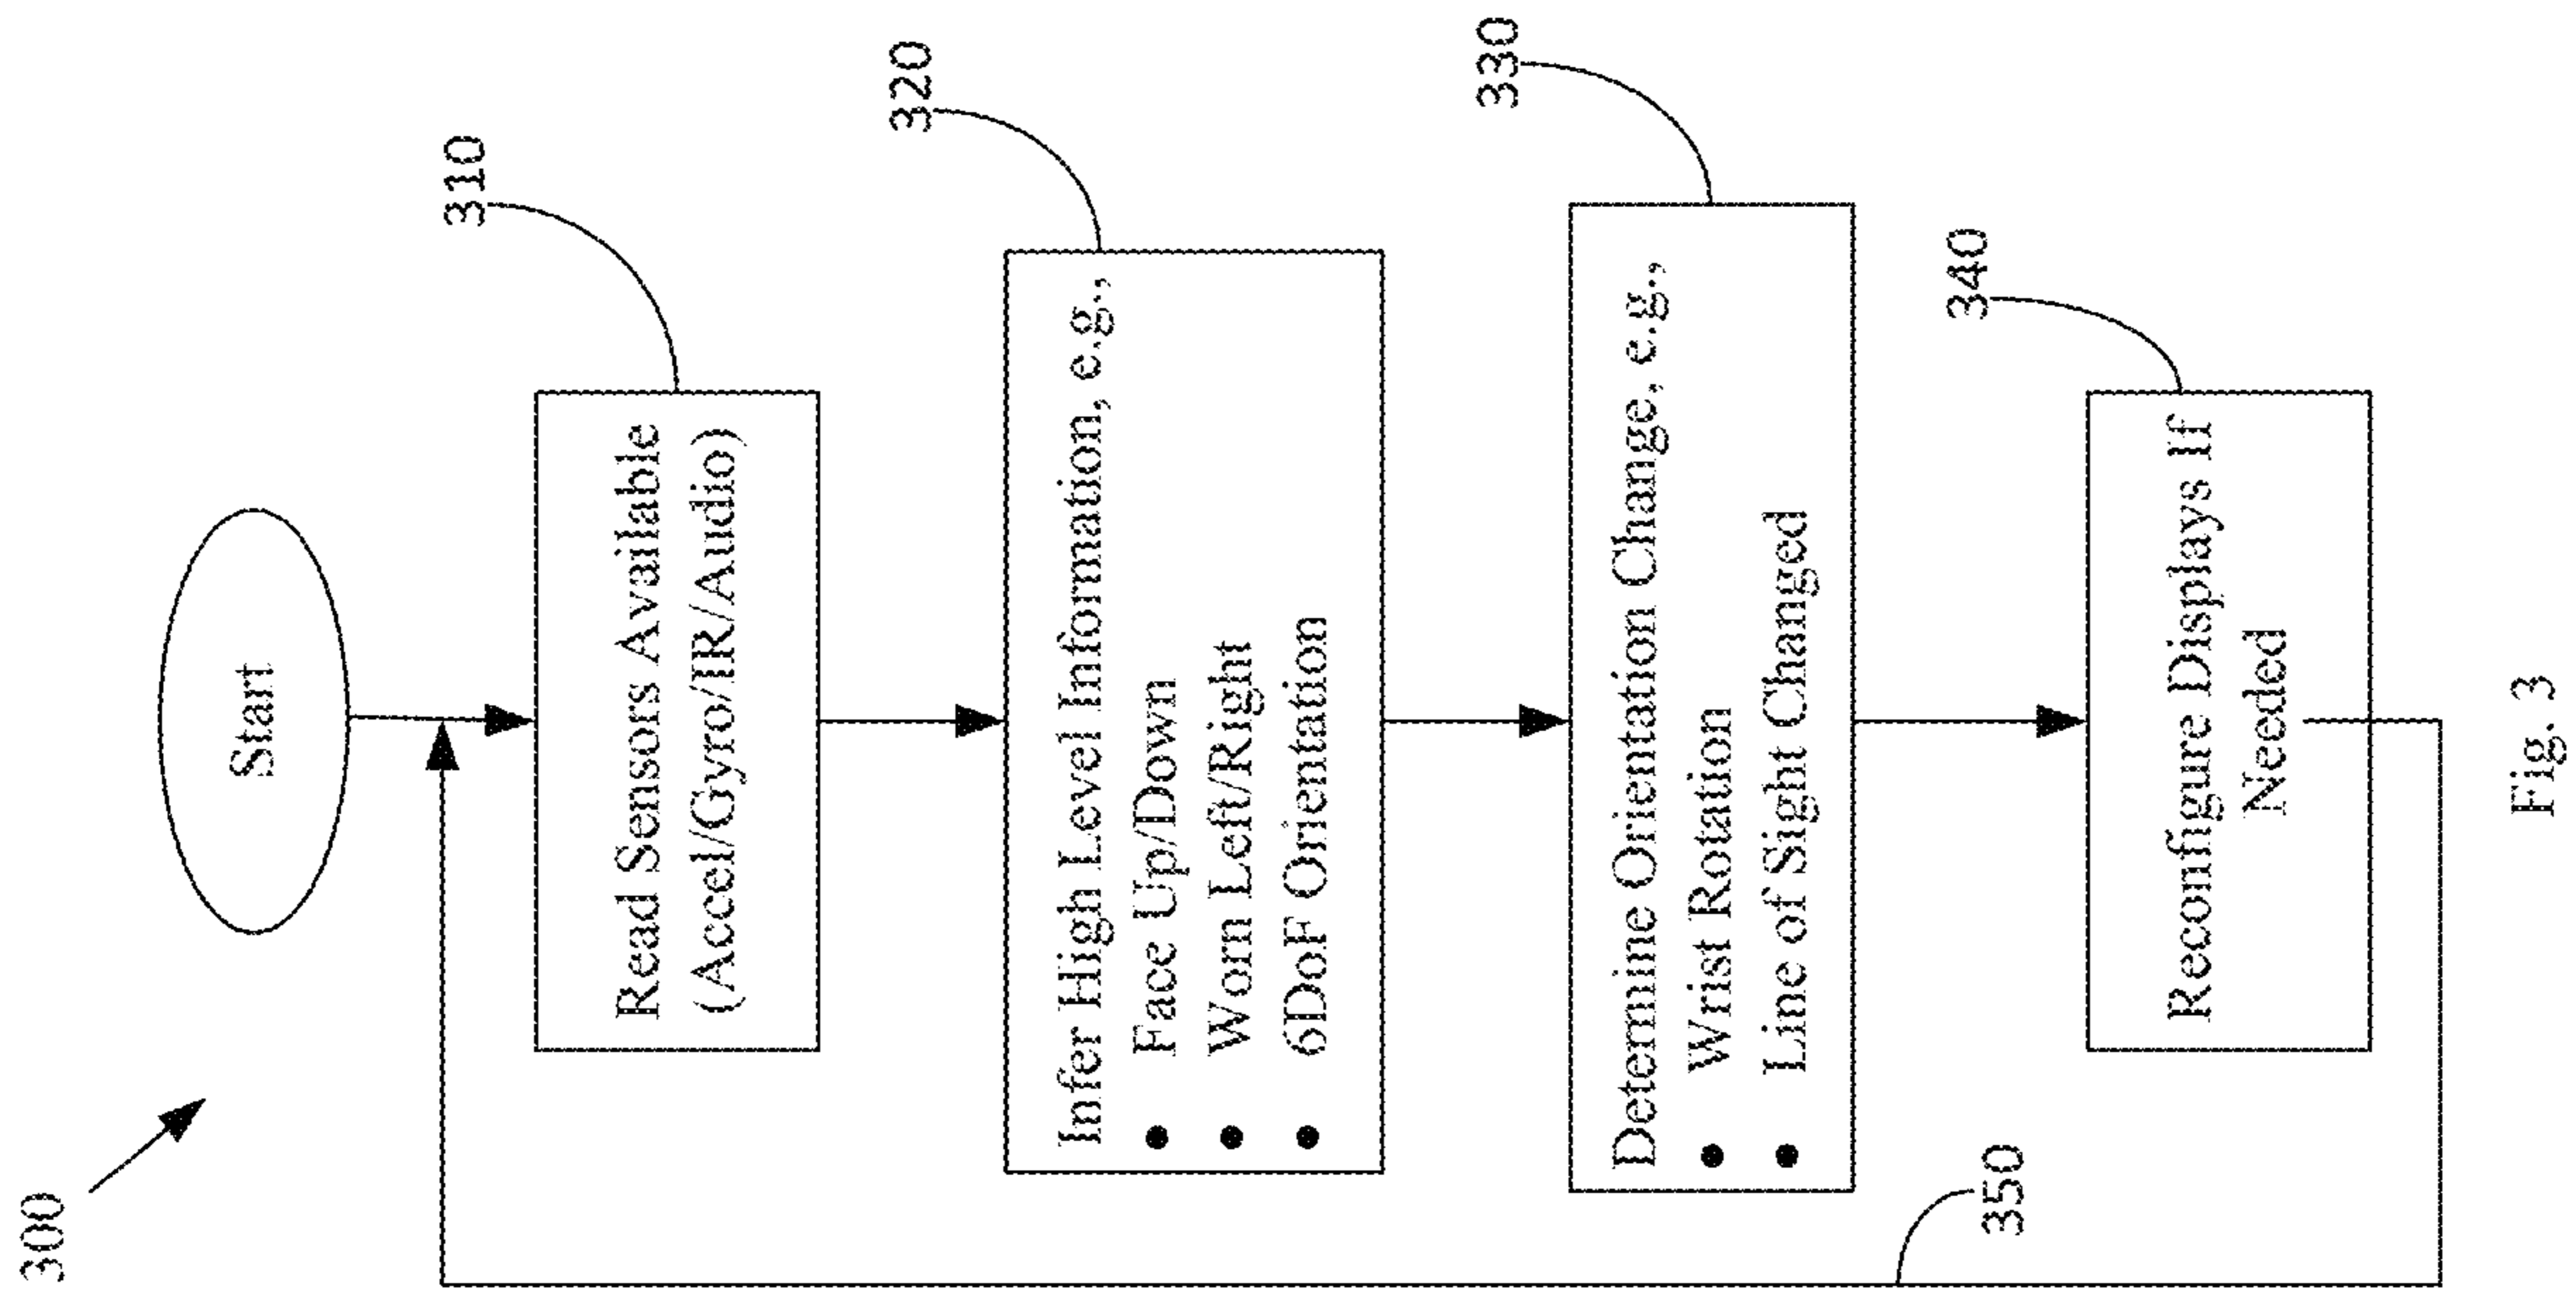 300
Start
310
Read Sensors Available
(Accel/Gyro/IR/Audio)
320
Infer High Level Information, e.g.,
• Face Up/Down
• Worn Left/Right
• 6DoF Orientation
330
Determine Orientation Change, e.g.,
• Wrist Rotation
• Line of Sight Changed
340
Reconfigure Displays If
Needed
350
Fig. 3